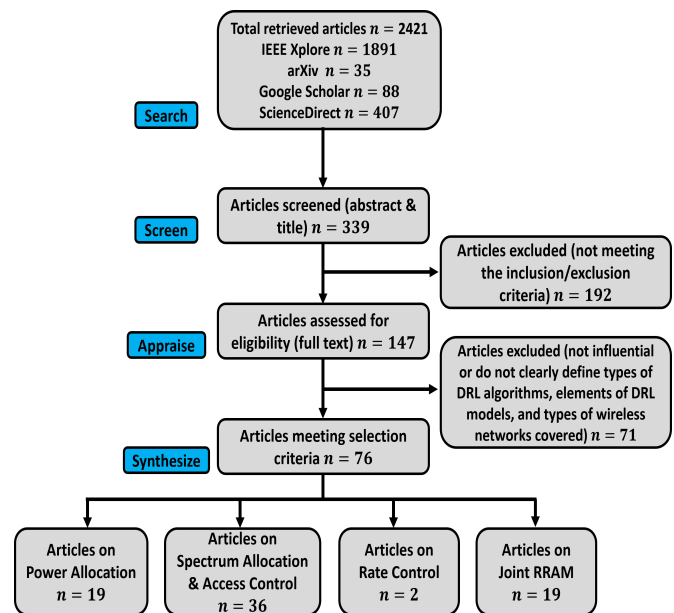 Total retrieved articles n = 2421
IEEE Xplore n = 1891
arXiv n = 35
Google Scholar n = 88
ScienceDirect n = 407
Search
Articles screened (abstract &
title) n = 339
Screen
Articles excluded (not meeting
the inclusion/exclusion
criteria) n = 192
Articles assessed for
eligibility (full text) n = 147
Appraise
Articles excluded (not influential
or do not clearly define types of
DRL algorithms, elements of DRL
models, and types of wireless
networks covered) n = 71
Articles meeting selection
criteria n = 76
Synthesize
Articles on
Power Allocation
n = 19
Articles on
Spectrum Allocation
& Access Control
n = 36
Articles on
Rate Control
n = 2
Articles on
Joint RRAM
n = 19